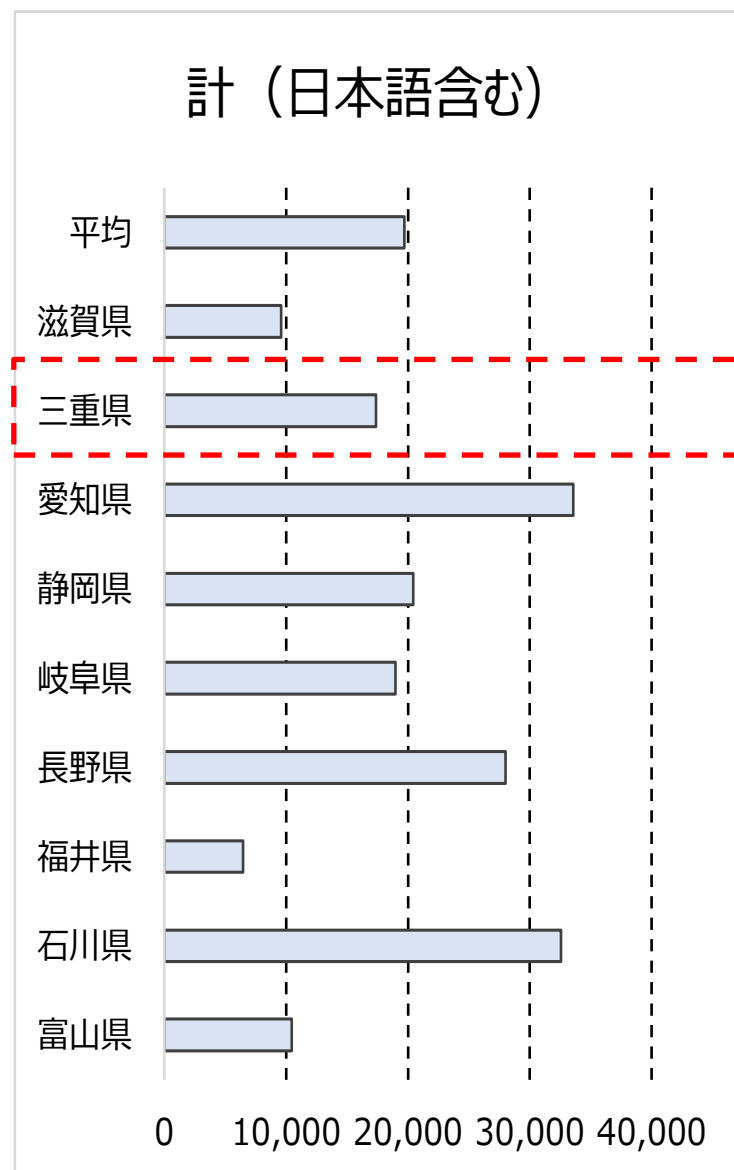 計（日本語含む）
平均
滋賀県
三重県
愛知県
静岡県
岐阜県
長野県
福井県
石川県
富山県
0 10,000 20,000 30,000 40,000